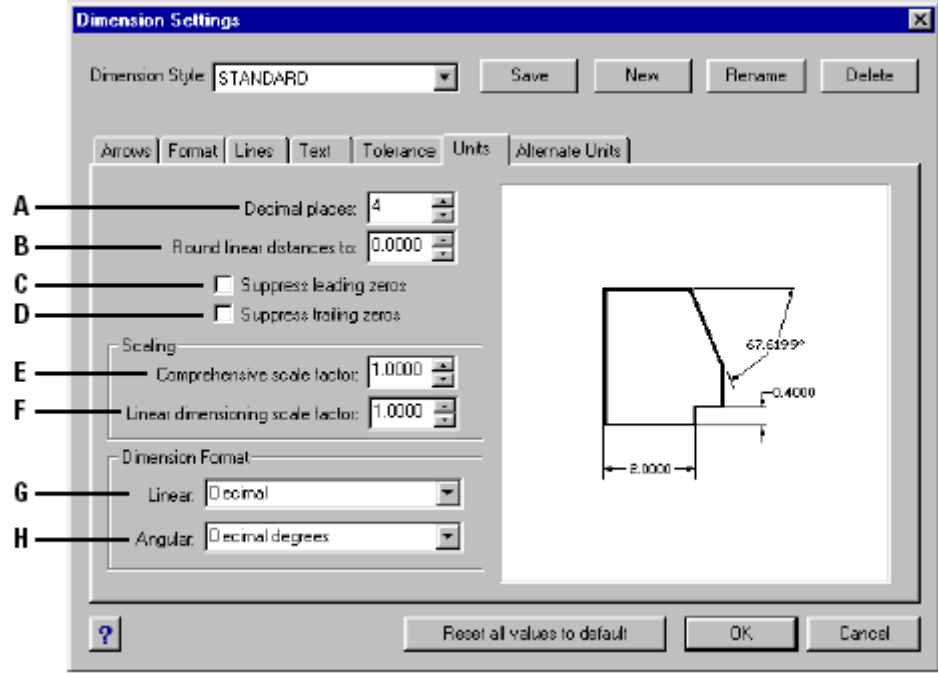 Dimension Settings
Dimension Style: STANDARD Save New Rename Delete
Arrows Format Lines Text Tolerance Units Alternate Units
A Decimal places: 4
B Round linear distances to: 0.0000
C Suppress leading zeros
D Suppress trailing zeros
Scaling
E Comprehensive scale factor: 1.0000
F Linear dimensioning scale factor: 1.0000
Dimension Format
G Linear: Decimal
H Angular: Decimal degrees
67.6199°
0.4000
2.0000
? Reset all values to default OK Cancel